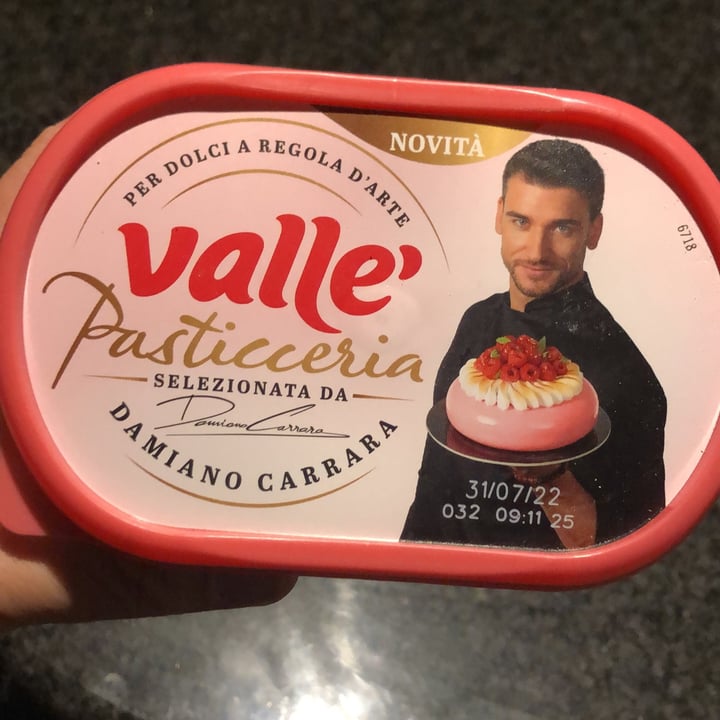 NOVITÀ
PER DOLCI A REGOLA D'ARTE
valle'
Pasticceria
SELEZIONATA DA
Damiano Carrara
DAMIANO CARRARA
6718
31/07/22
032 09:11 25